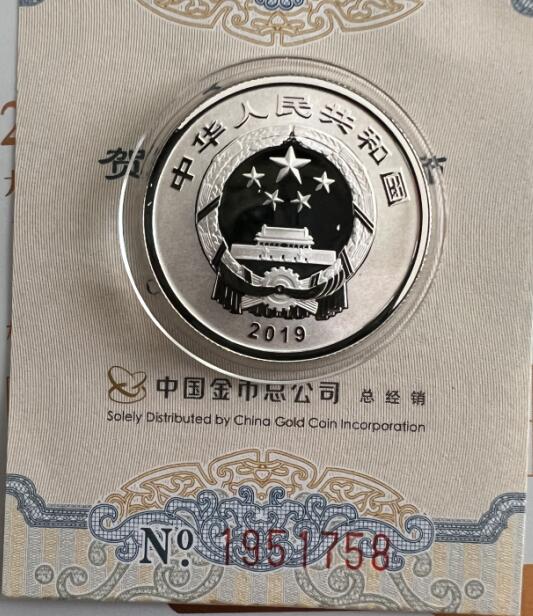 中华人民共和国
贺
2019
中国金币总公司 总经销
Solely Distributed by China Gold Coin Incorporation
No 1951758